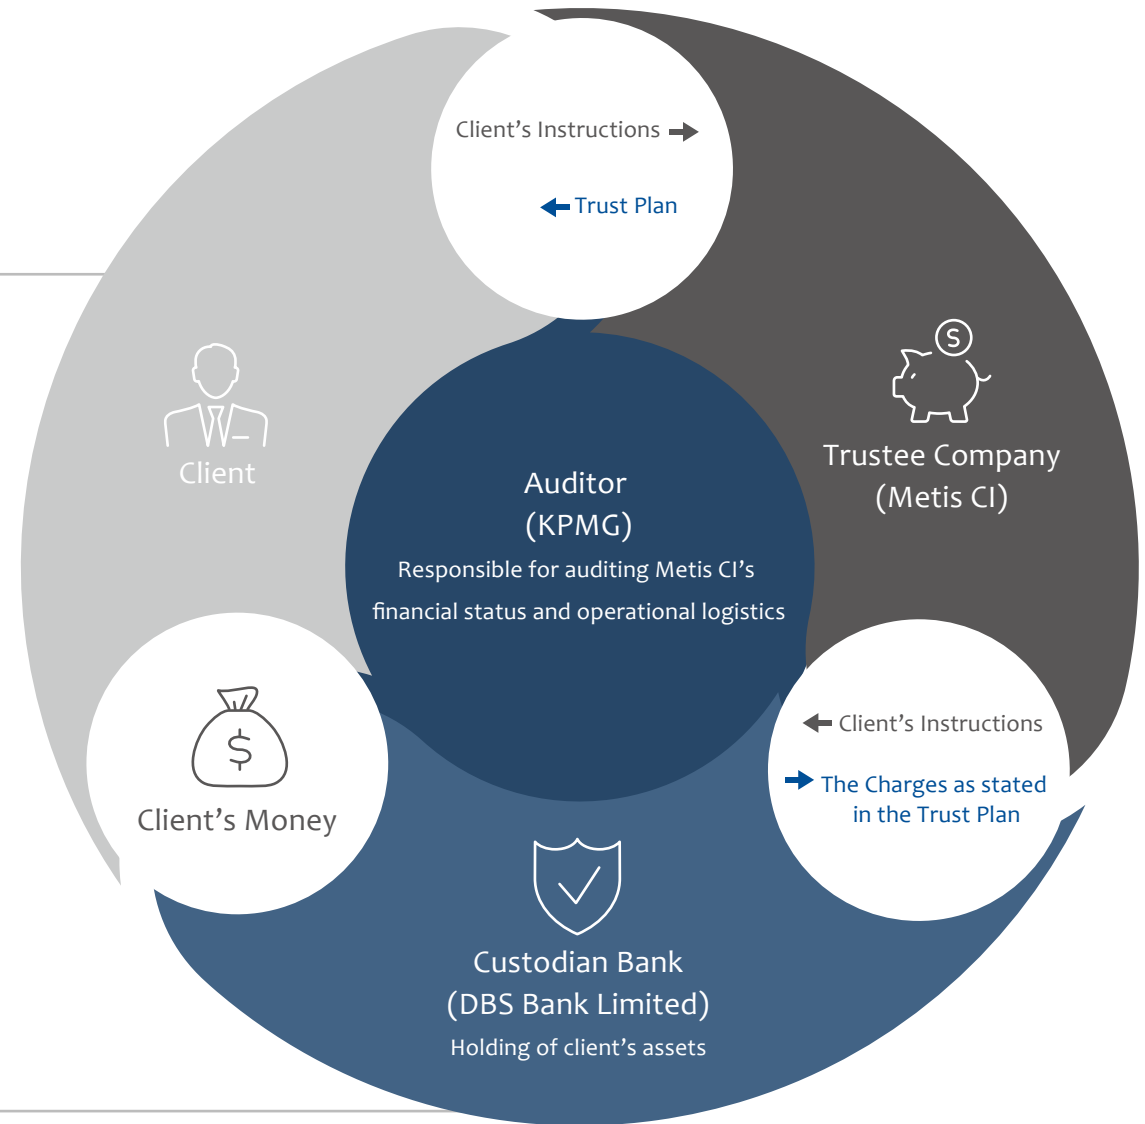 Client’s Instructions
Trust Plan
Client
Trustee Company
(Metis CI)
Auditor
(KPMG)
Responsible for auditing Metis CI’s
financial status and operational logistics
$
Client’s Money
Client’s Instructions
The Charges as stated
in the Trust Plan
Custodian Bank
(DBS Bank Limited)
Holding of client’s assets
S